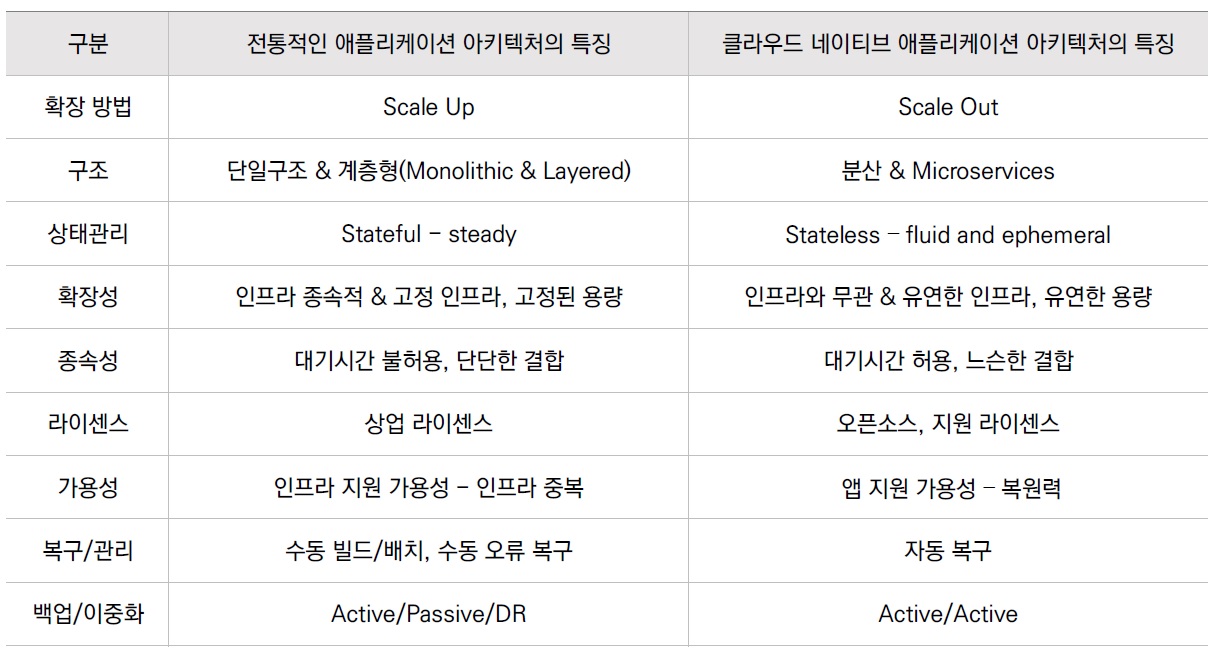 구분 전통적인 애플리케이션 아키텍처의 특징 클라우드 네이티브 애플리케이션 아키텍처의 특징
확장 방법 Scale Up Scale Out
구조 단일구조 & 계층형(Monolithic & Layered) 분산 & Microservices
상태관리 Stateful – steady Stateless – fluid and ephemeral
확장성 인프라 종속적 & 고정 인프라, 고정된 용량 인프라와 무관 & 유연한 인프라, 유연한 용량
종속성 대기시간 불허용, 단단한 결합 대기시간 허용, 느슨한 결합
라이센스 상업 라이센스 오픈소스, 지원 라이센스
가용성 인프라 지원 가용성 – 인프라 중복 앱 지원 가용성 – 복원력
복구/관리 수동 빌드/배치, 수동 오류 복구 자동 복구
백업/이중화 Active/Passive/DR Active/Active